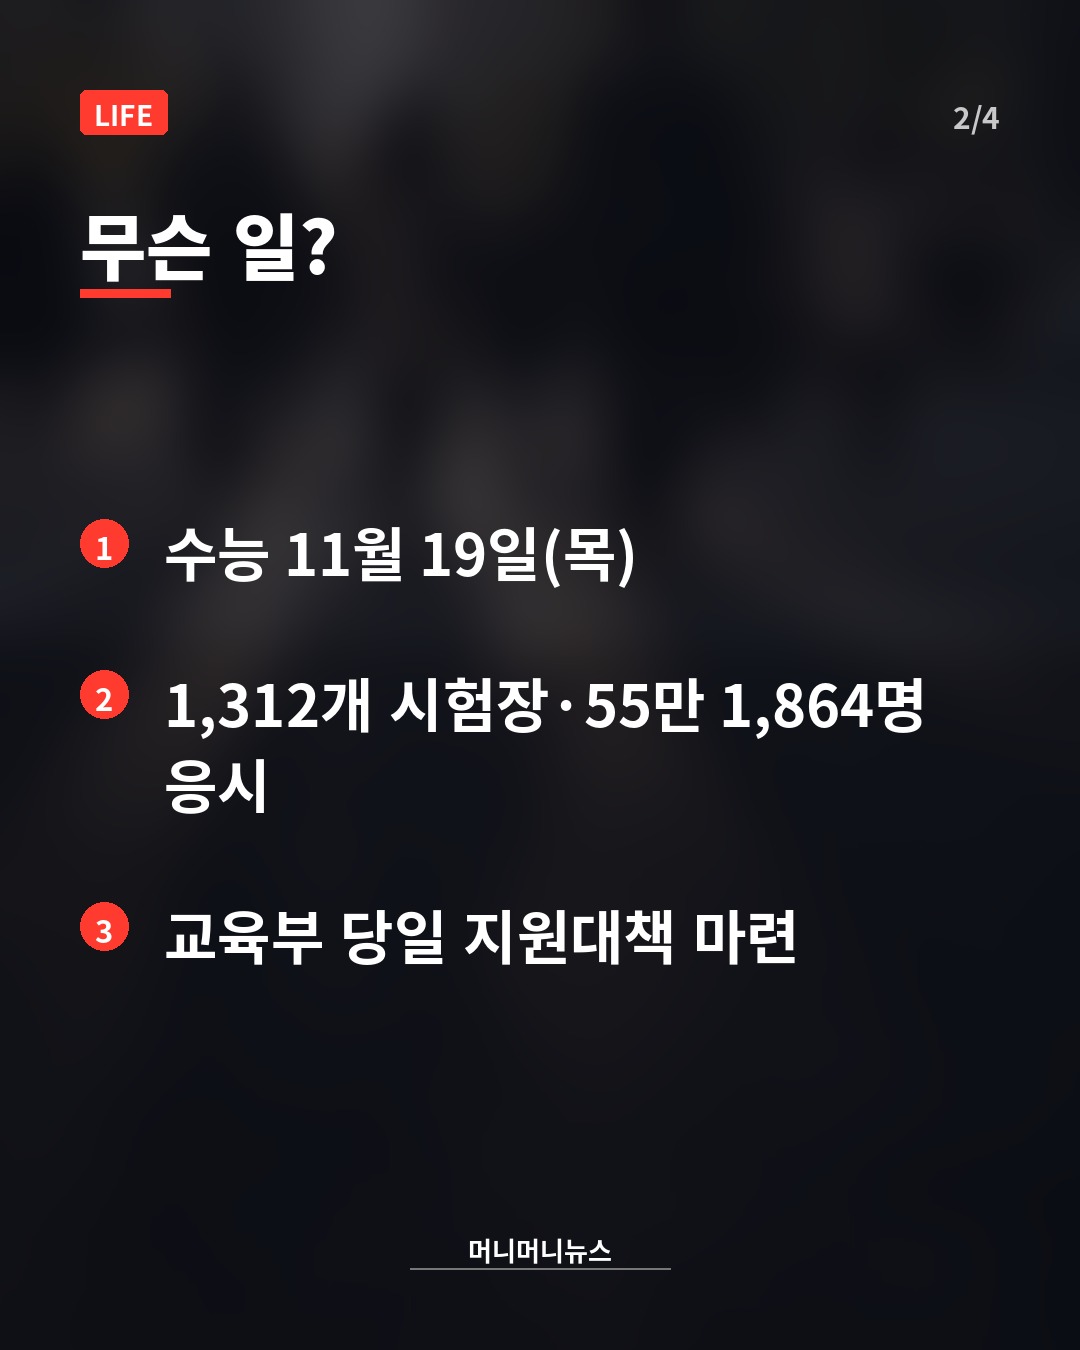 LIFE
2/4
무슨 일?
1 수능 11월 19일(목)
2 1,312개 시험장·55만 1,864명
응시
3 교육부 당일 지원대책 마련
머니머니뉴스